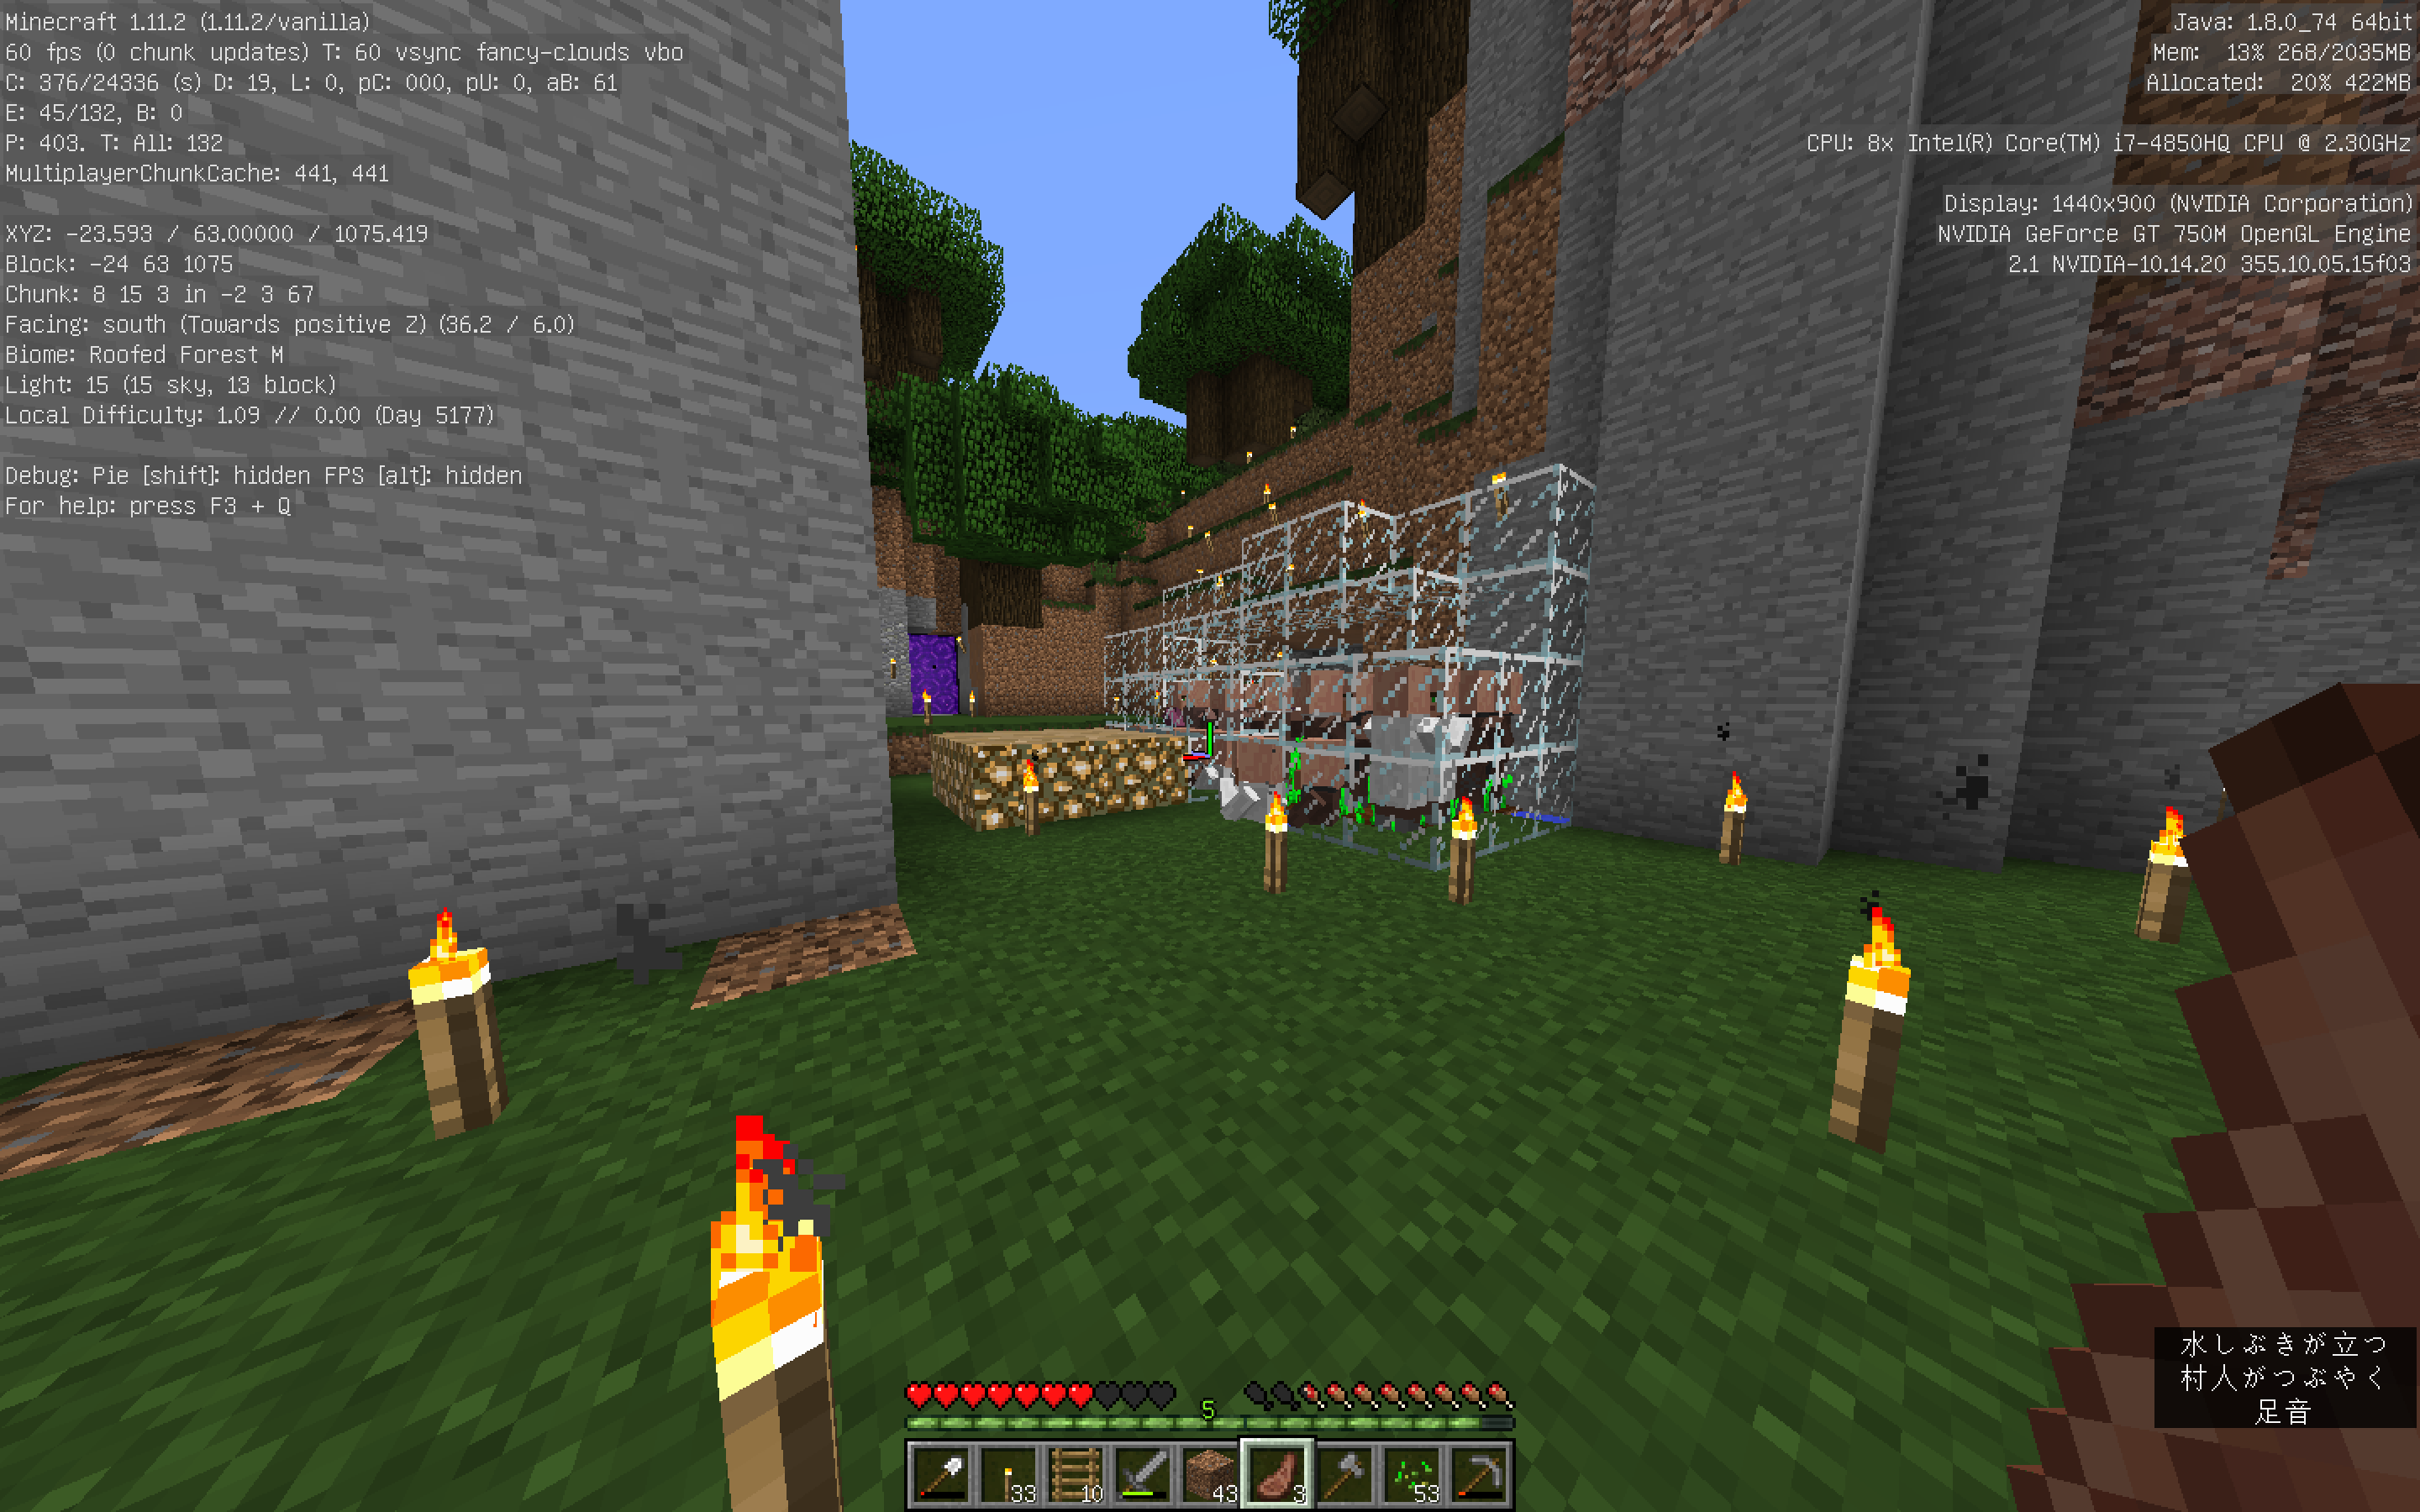 Minecraft 1.11.2 (1.11.2/vanilla)
60 fps (0 chunk updates) T: 60 vsync fancy-clouds vbo
C: 376/24336 (s) D: 19, L: 0, pC: 000, pU: 0, aB: 61
E: 45/132, B: 0
P: 403. T: All: 132
MultiplayerChunkCache: 441, 441
XYZ: -23.593 / 63.00000 / 1075.419
Block: -24 63 1075
Chunk: 8 15 3 in -2 3 67
Facing: south (Towards positive Z) (36.2 / 6.0)
Biome: Roofed Forest M
Light: 15 (15 sky, 13 block)
Local Difficulty: 1.09 // 0.00 (Day 5177)
Debug: Pie [shift]: hidden FPS [alt]: hidden
For help: press F3 + Q
Java: 1.8.0_74 64bit
Mem: 13% 268/2035MB
Allocated: 20% 422MB
CPU: 8x Intel(R) Core(TM) i7-4850HQ CPU @ 2.30GHz
Display: 1440x900 (NVIDIA Corporation)
NVIDIA GeForce GT 750M OpenGL Engine
2.1 NVIDIA-10.14.20 355.10.05.15f03
水しぶきが立つ
村人がつぶやく
足音
5
33 10 43 3 53